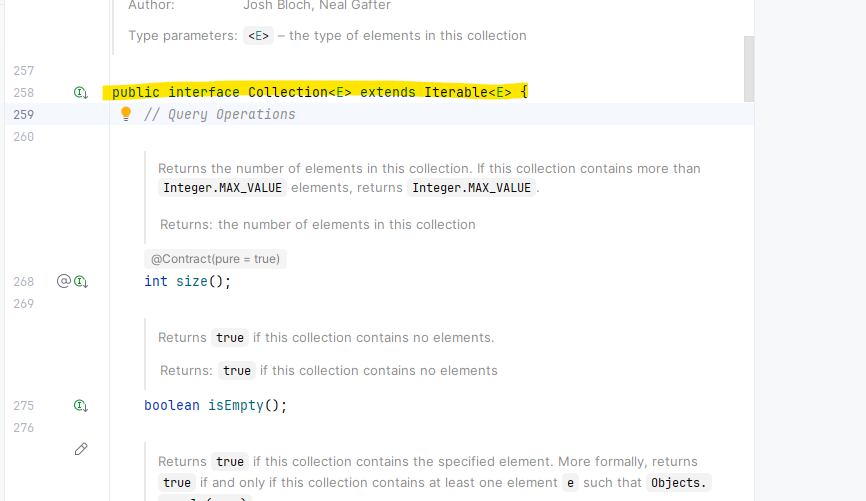 Author: Josh Bloch, Neal Gafter
Type parameters: <E> – the type of elements in this collection
257
258 public interface Collection<E> extends Iterable<E> {
259 // Query Operations
260
Returns the number of elements in this collection. If this collection contains more than
Integer.MAX_VALUE elements, returns Integer.MAX_VALUE.
Returns: the number of elements in this collection
@Contract(pure = true)
268 int size();
269
Returns true if this collection contains no elements.
Returns: true if this collection contains no elements
275 boolean isEmpty();
276
Returns true if this collection contains the specified element. More formally, returns
true if and only if this collection contains at least one element e such that Objects.